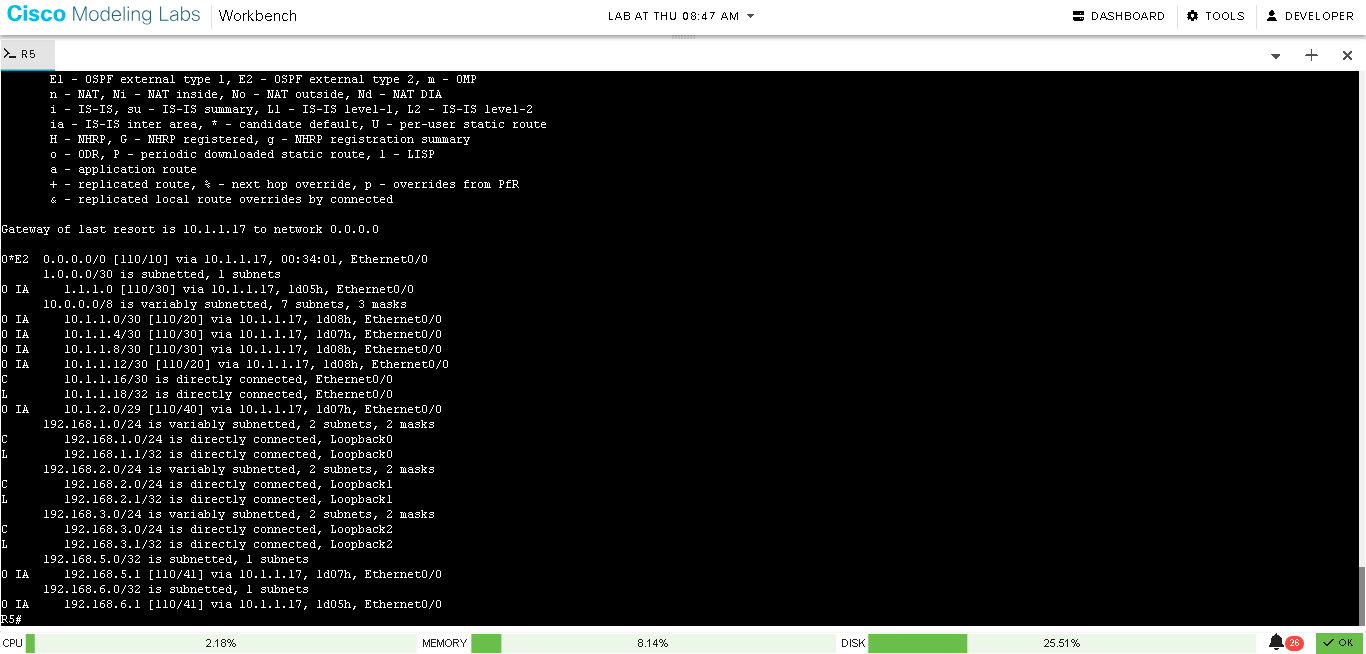 Cisco Modeling Labs Workbench LAB AT THU 08:47 AM DASHBOARD TOOLS DEVELOPER
>_ R5
E1 - OSPF external type 1, E2 - OSPF external type 2, m - OMP
n - NAT, Ni - NAT inside, No - NAT outside, Nd - NAT DIA
i - IS-IS, su - IS-IS summary, L1 - IS-IS level-1, L2 - IS-IS level-2
ia - IS-IS inter area, * - candidate default, U - per-user static route
H - NHRP, G - NHRP registered, g - NHRP registration summary
o - ODR, P - periodic downloaded static route, l - LISP
a - application route
+ - replicated route, % - next hop override, p - overrides from PfR
& - replicated local route overrides by connected
Gateway of last resort is 10.1.1.17 to network 0.0.0.0
O*E2 0.0.0.0/0 [110/10] via 10.1.1.17, 00:34:01, Ethernet0/0
1.0.0.0/30 is subnetted, 1 subnets
O IA 1.1.1.0 [110/30] via 10.1.1.17, 1d05h, Ethernet0/0
10.0.0.0/8 is variably subnetted, 7 subnets, 3 masks
O IA 10.1.1.0/30 [110/20] via 10.1.1.17, 1d08h, Ethernet0/0
O IA 10.1.1.4/30 [110/30] via 10.1.1.17, 1d07h, Ethernet0/0
O IA 10.1.1.8/30 [110/30] via 10.1.1.17, 1d08h, Ethernet0/0
O IA 10.1.1.12/30 [110/20] via 10.1.1.17, 1d08h, Ethernet0/0
C 10.1.1.16/30 is directly connected, Ethernet0/0
L 10.1.1.18/32 is directly connected, Ethernet0/0
O IA 10.1.2.0/29 [110/40] via 10.1.1.17, 1d07h, Ethernet0/0
192.168.1.0/24 is variably subnetted, 2 subnets, 2 masks
C 192.168.1.0/24 is directly connected, Loopback0
L 192.168.1.1/32 is directly connected, Loopback0
192.168.2.0/24 is variably subnetted, 2 subnets, 2 masks
C 192.168.2.0/24 is directly connected, Loopback1
L 192.168.2.1/32 is directly connected, Loopback1
192.168.3.0/24 is variably subnetted, 2 subnets, 2 masks
C 192.168.3.0/24 is directly connected, Loopback2
L 192.168.3.1/32 is directly connected, Loopback2
192.168.5.0/32 is subnetted, 1 subnets
O IA 192.168.5.1 [110/41] via 10.1.1.17, 1d07h, Ethernet0/0
192.168.6.0/32 is subnetted, 1 subnets
O IA 192.168.6.1 [110/41] via 10.1.1.17, 1d05h, Ethernet0/0
R5#
CPU 2.18% MEMORY 8.14% DISK 25.51% 26 OK